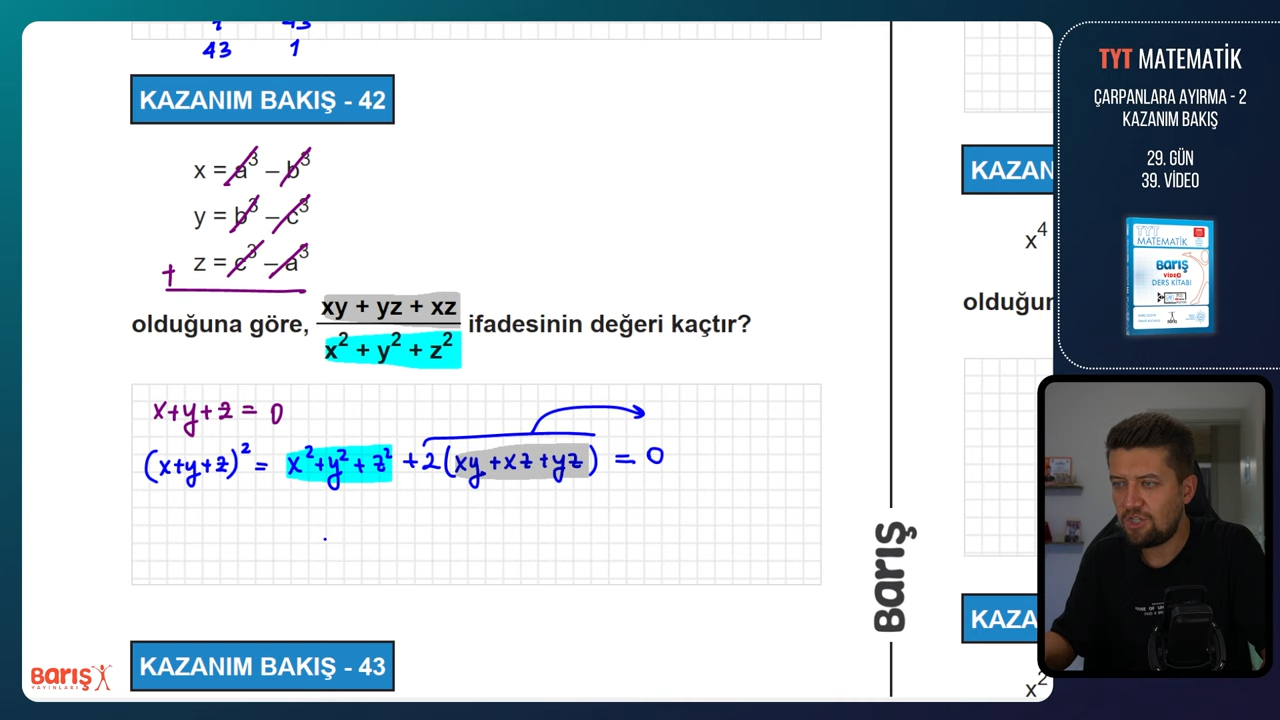 43
43 1
KAZANIM BAKIŞ - 42
x = a³ – b³
y = b³ – c³
+ z = c³ – a³
olduğuna göre, xy + yz + xz / x² + y² + z² ifadesinin değeri kaçtır?
x+y+z = 0
(x+y+z)² = x²+y²+z² +2(xy+xz+yz) = 0
KAZANIM BAKIŞ - 43
BARIŞ
YAYINLARI
Barış
KAZAN
x⁴
olduğun
KAZA
x²
TYT MATEMATİK
ÇARPANLARA AYIRMA - 2
KAZANIM BAKIŞ
29. GÜN
39. VİDEO
TYT
MATEMATİK
BARIŞ
VİDEO
DERS KİTABI